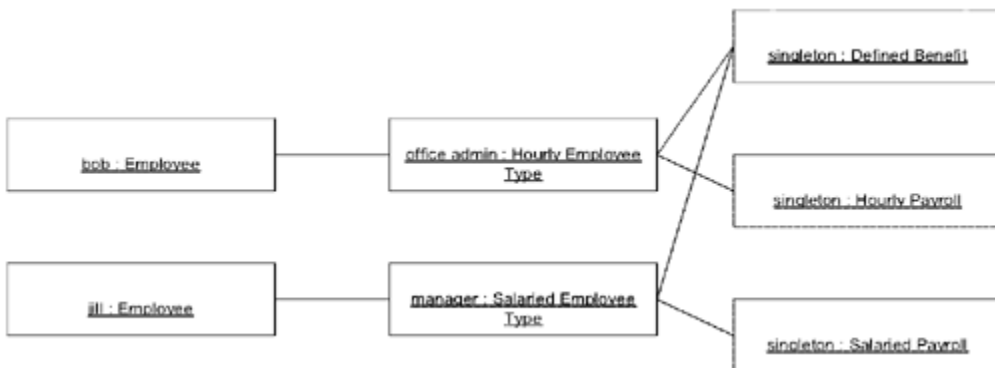 singleton : Defined Benefit
bob : Employee
office admin : Hourly Employee
Type
singleton : Hourly Payroll
jill : Employee
manager : Salaried Employee
Type
singleton : Salaried Payroll